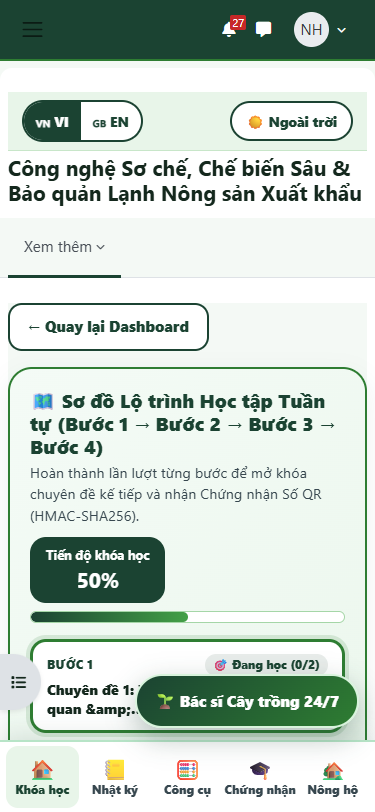 27
NH
VN VI
GB EN
Ngoài trời
Công nghệ Sơ chế, Chế biến Sâu &
Bảo quản Lạnh Nông sản Xuất khẩu
Xem thêm
← Quay lại Dashboard
Sơ đồ Lộ trình Học tập Tuần
tự (Bước 1 → Bước 2 → Bước 3 →
Bước 4)
Hoàn thành lần lượt từng bước để mở khóa
chuyên đề kế tiếp và nhận Chứng nhận Số QR
(HMAC-SHA256).
Tiến độ khóa học
50%
BƯỚC 1
Đang học (0/2)
Chuyên đề 1:
quan &amp;..
Bác sĩ Cây trồng 24/7
Khóa học
Nhật ký
Công cụ
Chứng nhận
Nông hộ